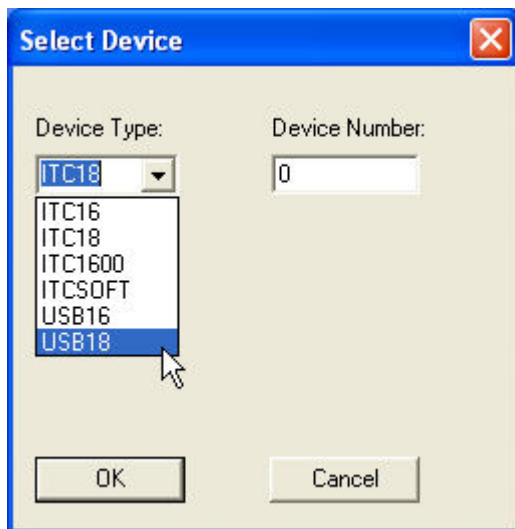 Select Device
Device Type: Device Number:
ITC18 0
ITC16
ITC18
ITC1600
ITCSOFT
USB16
USB18
OK Cancel